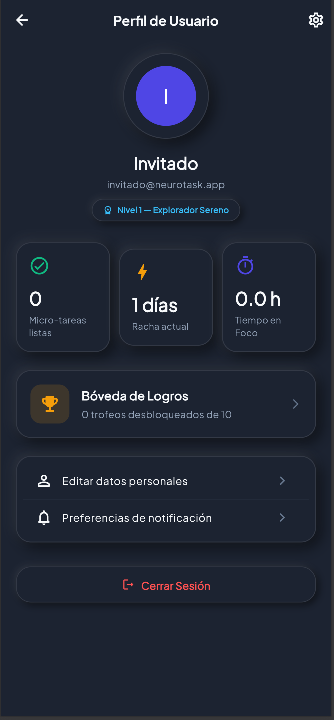 Perfil de Usuario
I
Invitado
invitado@neurotask.app
Nivel 1 — Explorador Sereno
0
Micro-tareas
listas
1 días
Racha actual
0.0 h
Tiempo en
Foco
Bóveda de Logros
0 trofeos desbloqueados de 10
Editar datos personales
Preferencias de notificación
Cerrar Sesión